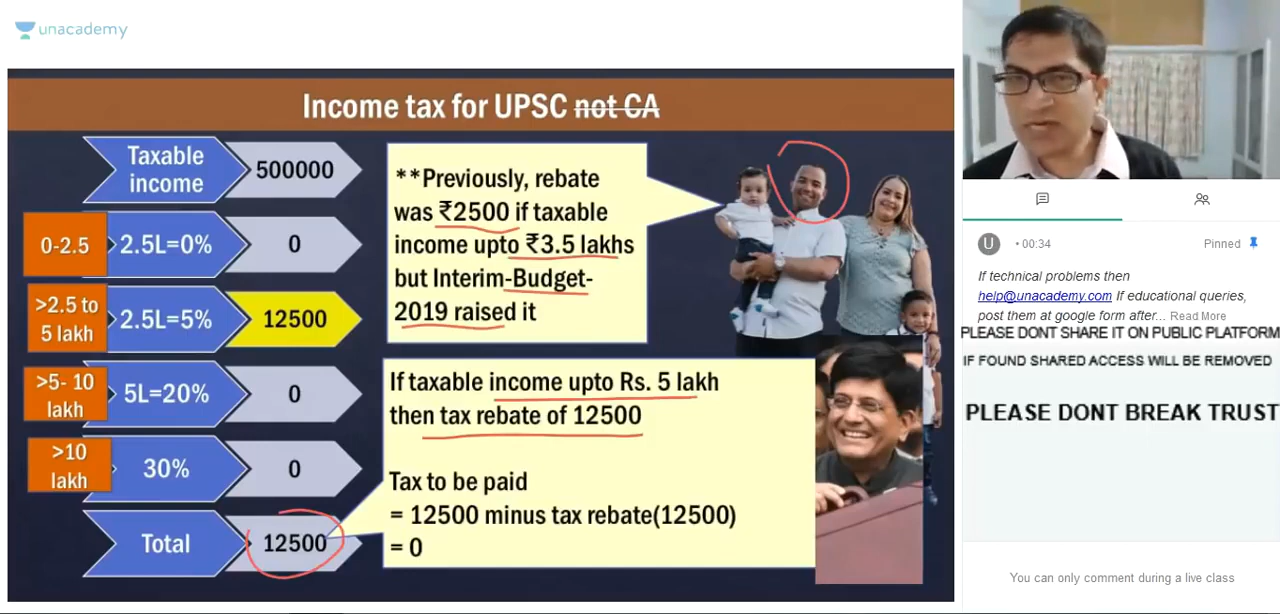 unacademy
Income tax for UPSC not CA
Taxable
income
500000
0-2.5
2.5L=0%
0
>2.5 to
5 lakh
2.5L=5%
12500
>5- 10
lakh
5L=20%
0
>10
lakh
30%
0
Total
12500
**Previously, rebate
was ₹2500 if taxable
income upto ₹3.5 lakhs
but Interim-Budget-
2019 raised it
If taxable income upto Rs. 5 lakh
then tax rebate of 12500
Tax to be paid
= 12500 minus tax rebate(12500)
= 0
U
• 00:34
Pinned
If technical problems then
help@unacademy.com If educational queries,
post them at google form after... Read More
PLEASE DONT SHARE IT ON PUBLIC PLATFORM
IF FOUND SHARED ACCESS WILL BE REMOVED
PLEASE DONT BREAK TRUST
You can only comment during a live class